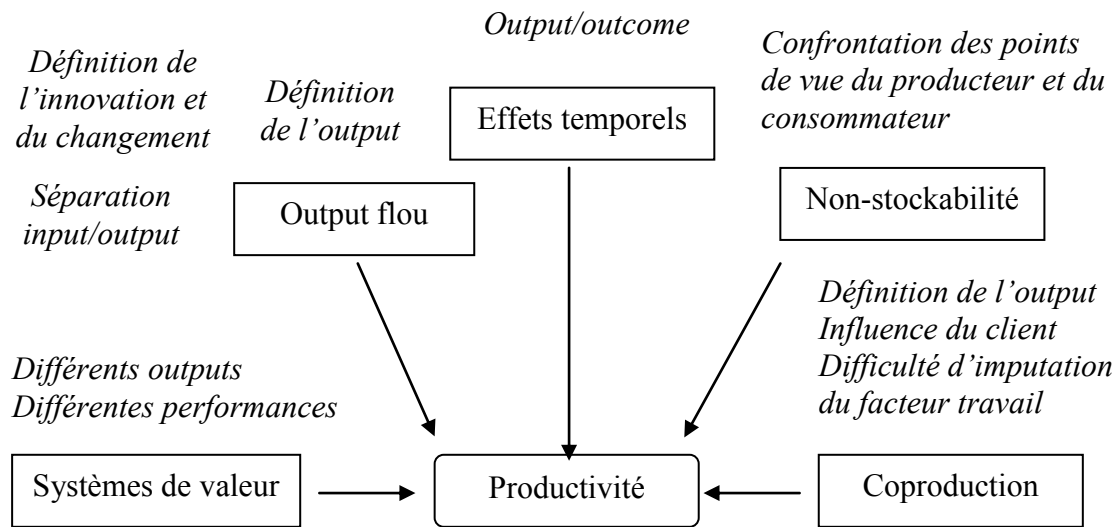 Output/outcome
Définition de
l’innovation et
du changement
Définition
de l’output
Effets temporels
Confrontation des points
de vue du producteur et du
consommateur
Séparation
input/output
Output flou
Non-stockabilité
Différents outputs
Différentes performances
Définition de l’output
Influence du client
Difficulté d’imputation
du facteur travail
Systèmes de valeur
Productivité
Coproduction